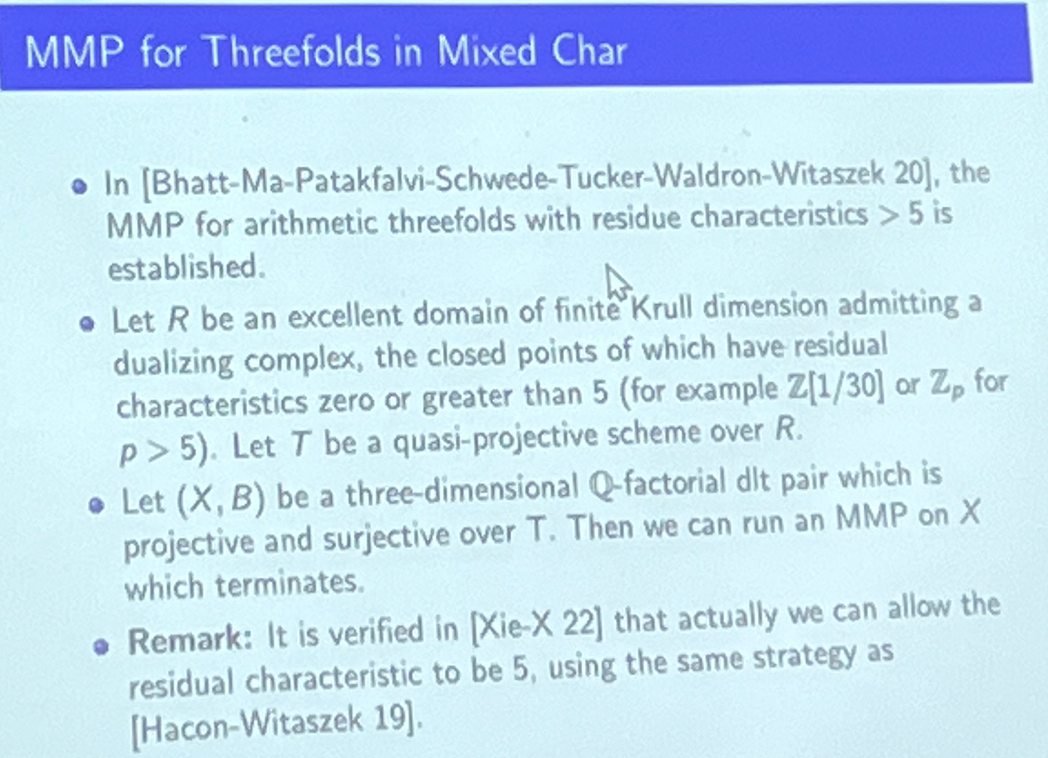 MMP for Threefolds in Mixed Char
• In [Bhatt-Ma-Patakfalvi-Schwede-Tucker-Waldron-Witaszek 20], the
MMP for arithmetic threefolds with residue characteristics > 5 is
established.
• Let R be an excellent domain of finite Krull dimension admitting a
dualizing complex, the closed points of which have residual
characteristics zero or greater than 5 (for example ℤ[1/30] or ℤₚ for
p > 5). Let T be a quasi-projective scheme over R.
• Let (X, B) be a three-dimensional ℚ-factorial dlt pair which is
projective and surjective over T. Then we can run an MMP on X
which terminates.
• Remark: It is verified in [Xie-X 22] that actually we can allow the
residual characteristic to be 5, using the same strategy as
[Hacon-Witaszek 19].